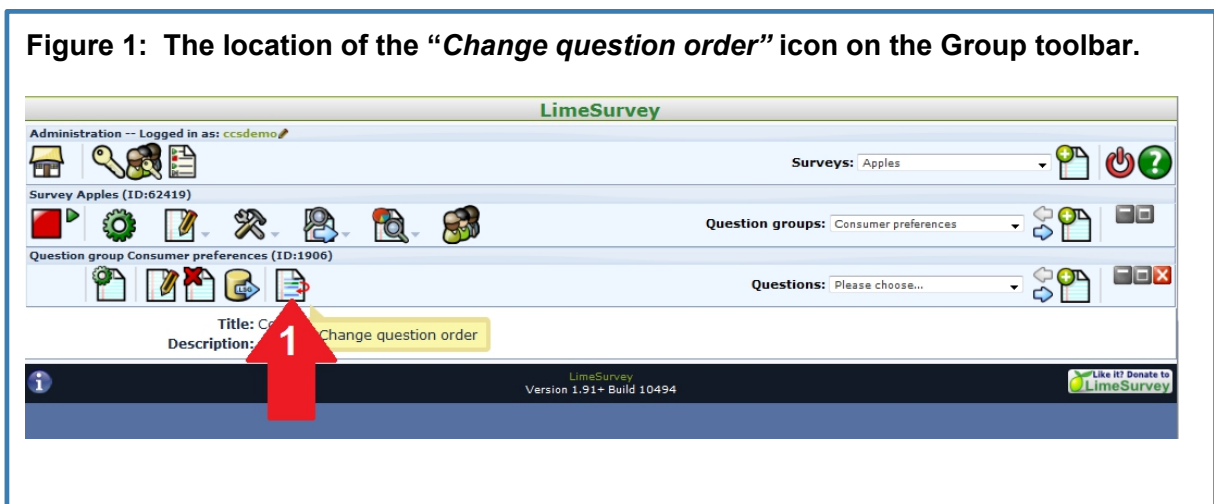 Figure 1: The location of the “Change question order” icon on the Group toolbar.
LimeSurvey
Administration -- Logged in as: ccsdemo
Surveys: Apples
Survey Apples (ID:62419)
Question groups: Consumer preferences
Question group Consumer preferences (ID:1906)
LSG
Questions: Please choose...
Title:
Change question order
Description:
1
LimeSurvey
Version 1.91+ Build 10494
Like it? Donate to
LimeSurvey